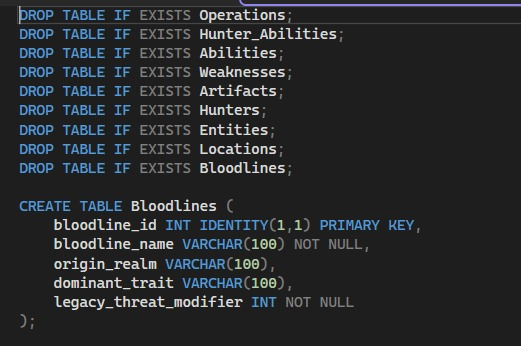 DROP TABLE IF EXISTS Operations;
DROP TABLE IF EXISTS Hunter_Abilities;
DROP TABLE IF EXISTS Abilities;
DROP TABLE IF EXISTS Weaknesses;
DROP TABLE IF EXISTS Artifacts;
DROP TABLE IF EXISTS Hunters;
DROP TABLE IF EXISTS Entities;
DROP TABLE IF EXISTS Locations;
DROP TABLE IF EXISTS Bloodlines;

CREATE TABLE Bloodlines (
    bloodline_id INT IDENTITY(1,1) PRIMARY KEY,
    bloodline_name VARCHAR(100) NOT NULL,
    origin_realm VARCHAR(100),
    dominant_trait VARCHAR(100),
    legacy_threat_modifier INT NOT NULL
);